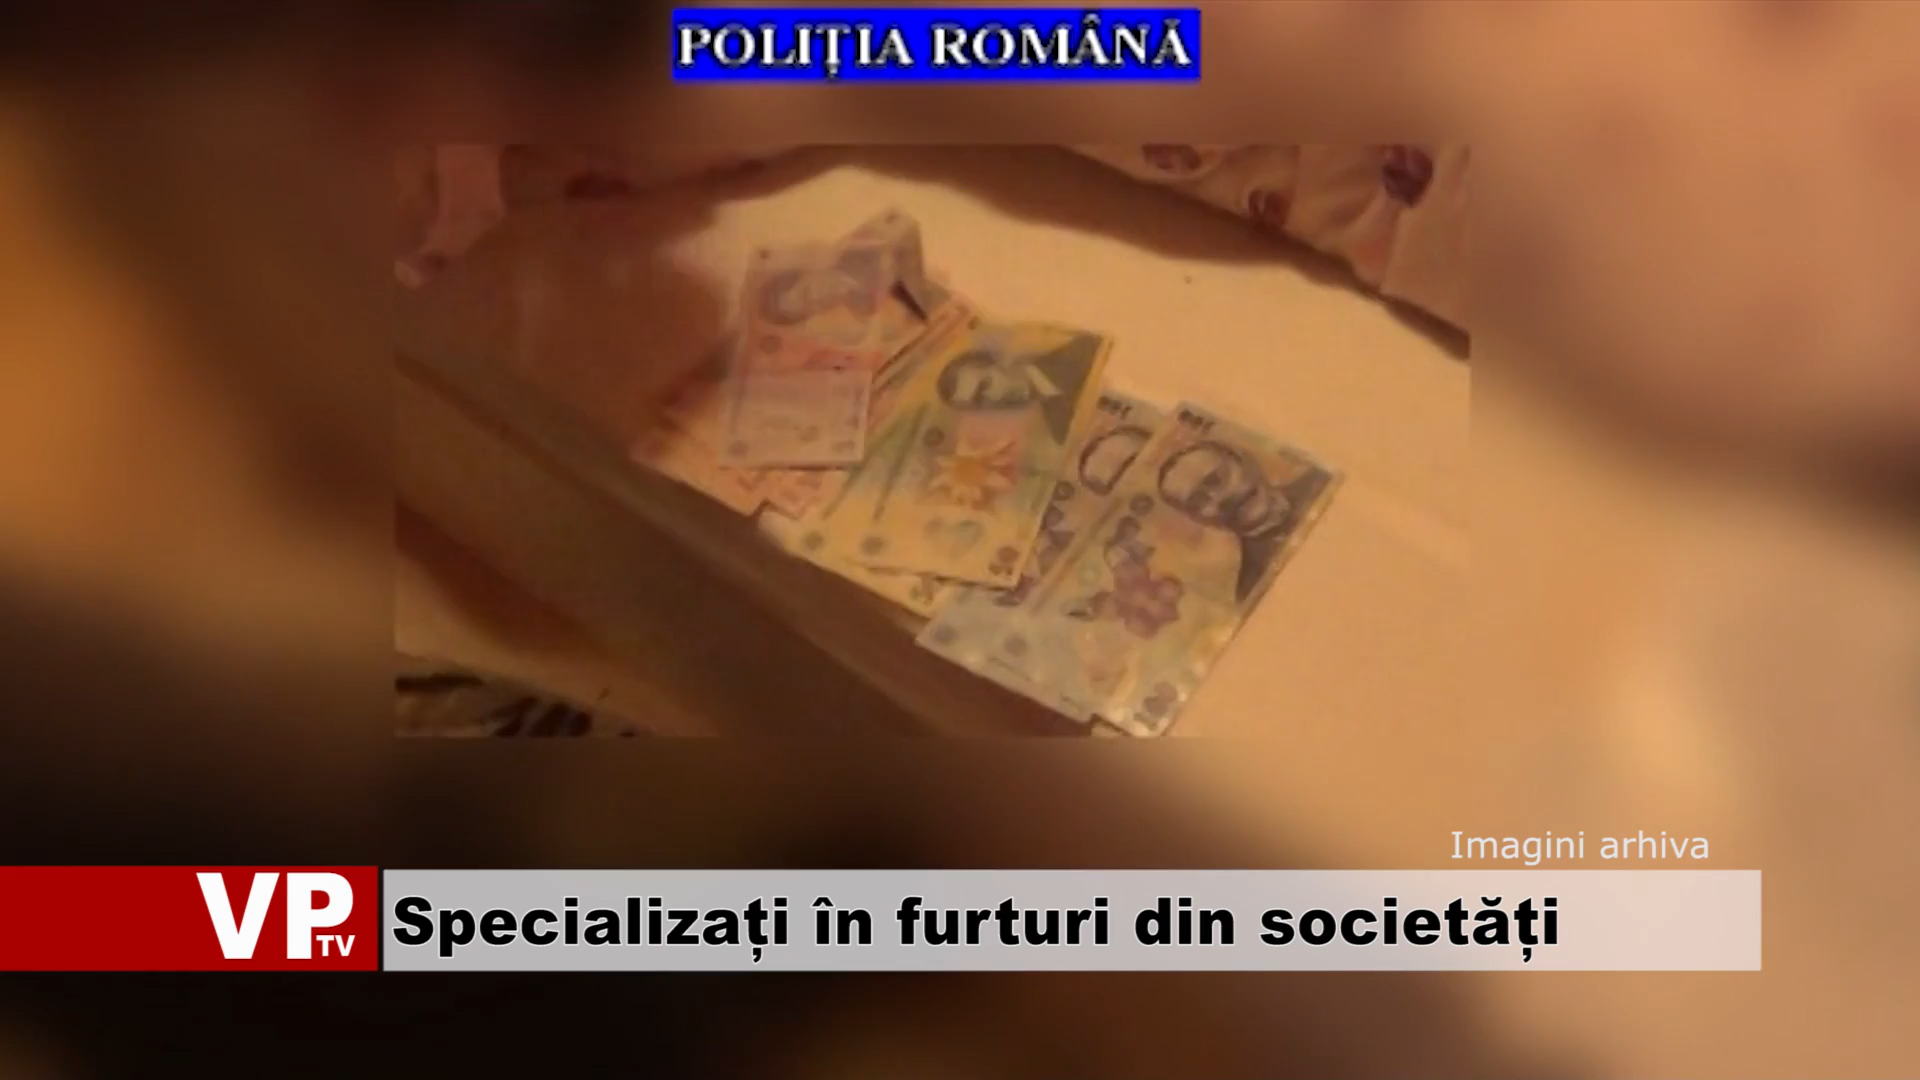 POLIȚIA ROMÂNĂ
Imagini arhiva
VP TV
Specializați în furturi din societăți